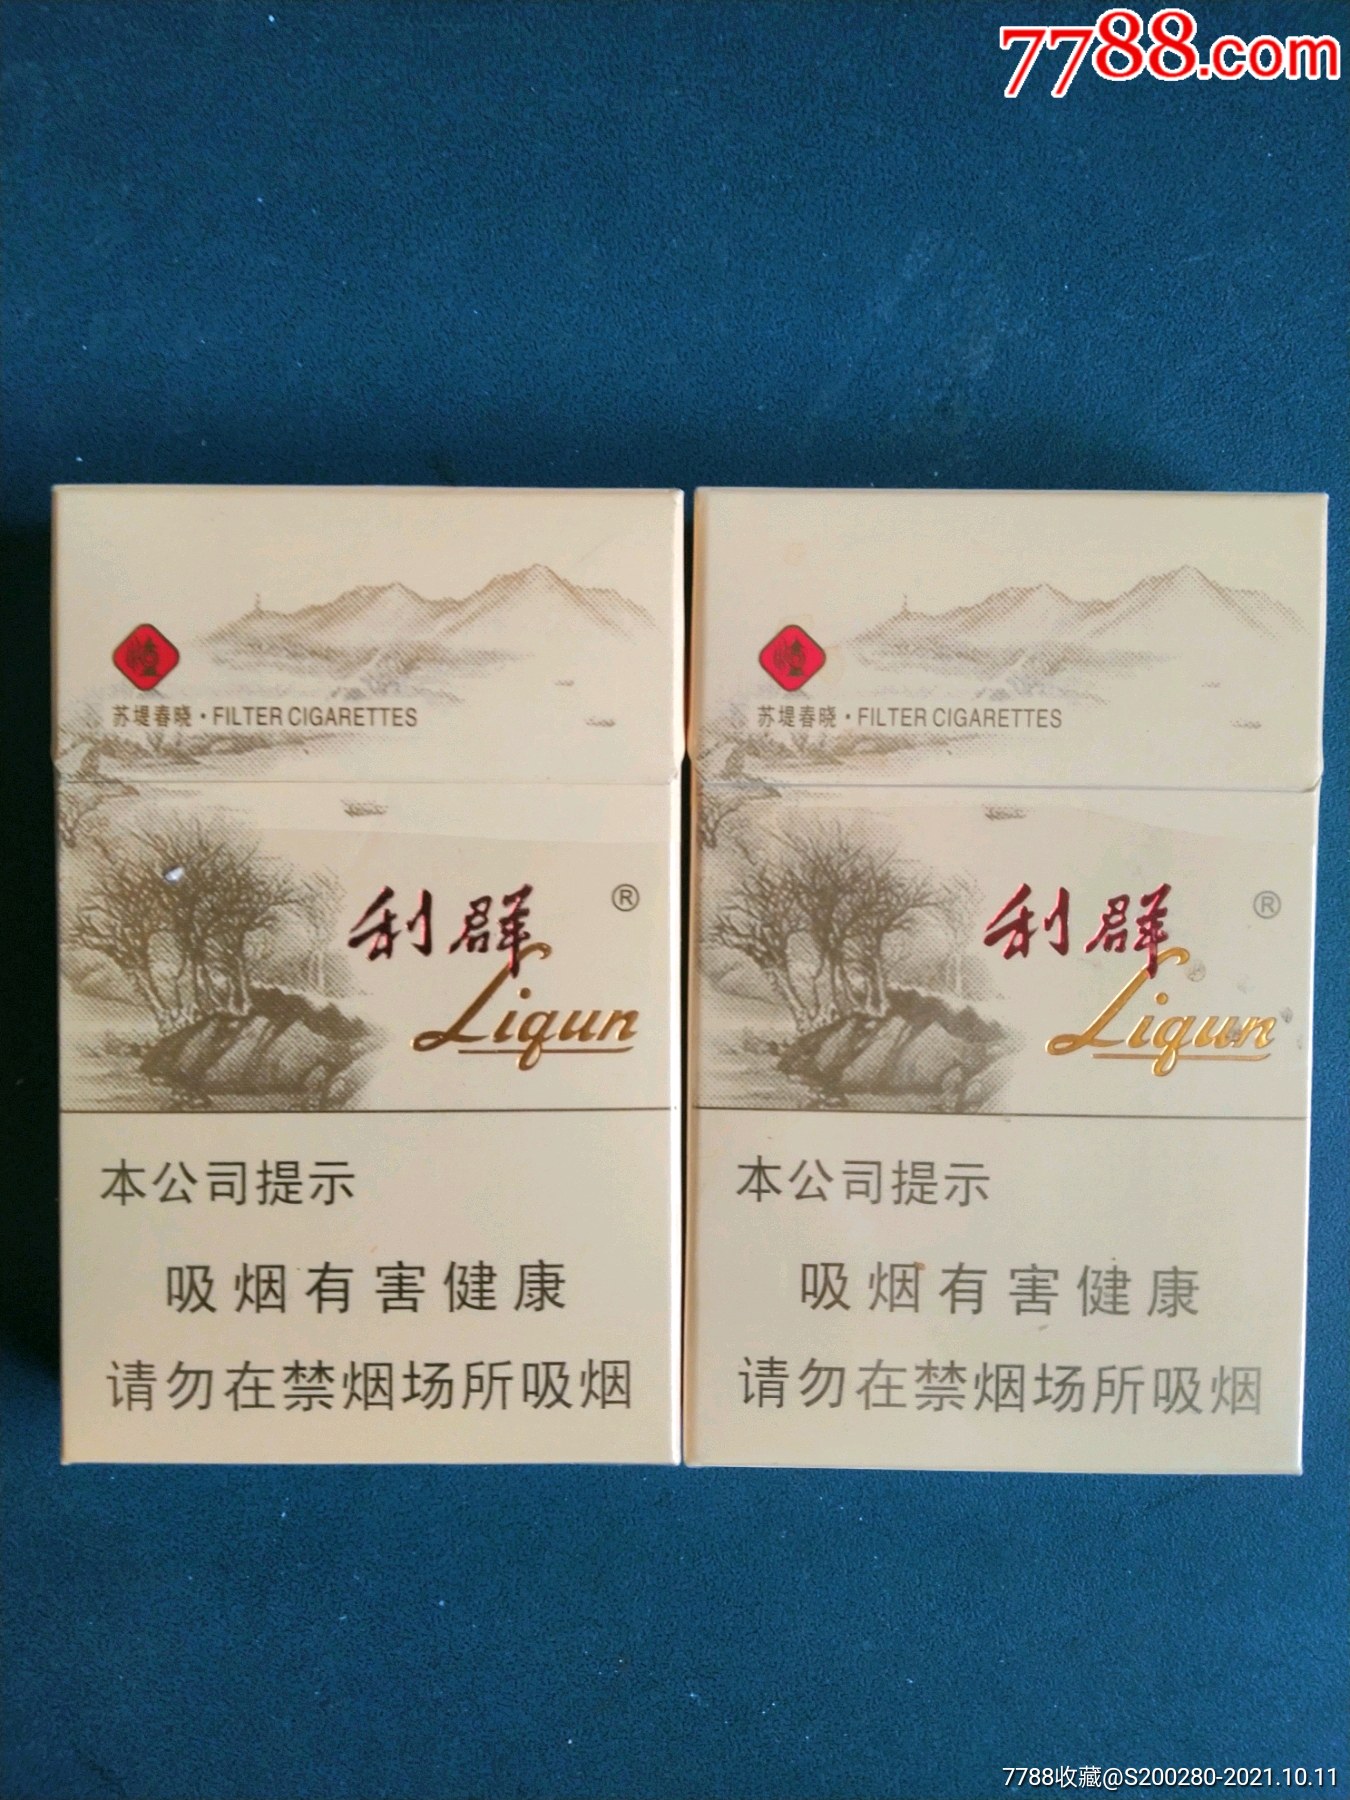 7788.com
苏堤春晓·FILTER CIGARETTES
利群®
Liqun
本公司提示
吸烟有害健康
请勿在禁烟场所吸烟
苏堤春晓·FILTER CIGARETTES
利群®
Liqun
本公司提示
吸烟有害健康
请勿在禁烟场所吸烟
7788收藏@S200280-2021.10.11